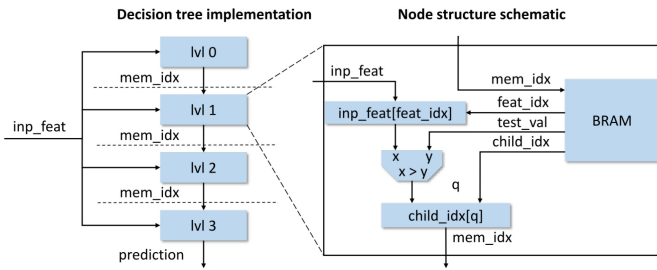 Decision tree implementation
Node structure schematic
lvl 0
mem_idx
inp_feat
lvl 1
mem_idx
lvl 2
mem_idx
lvl 3
prediction
inp_feat
mem_idx
feat_idx
test_val
child_idx
BRAM
inp_feat[feat_idx]
x y
x > y
q
child_idx[q]
mem_idx